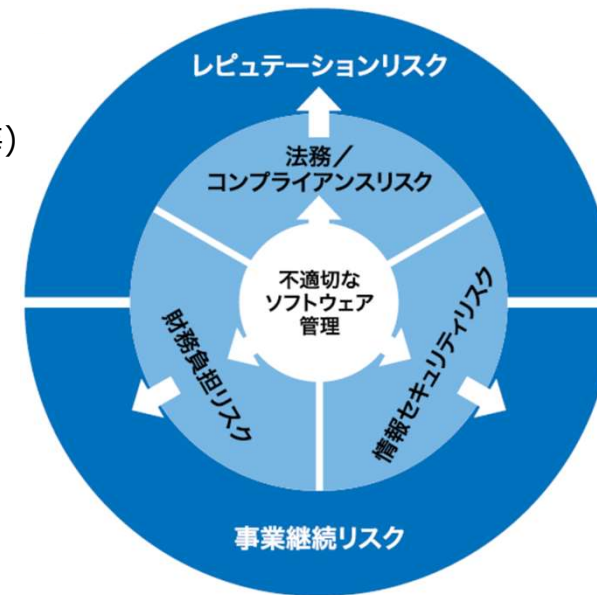 レピュテーションリスク
法務／
コンプライアンスリスク
不適切な
ソフトウェア
管理
財務負担リスク
情報セキュリティリスク
事業継続リスク